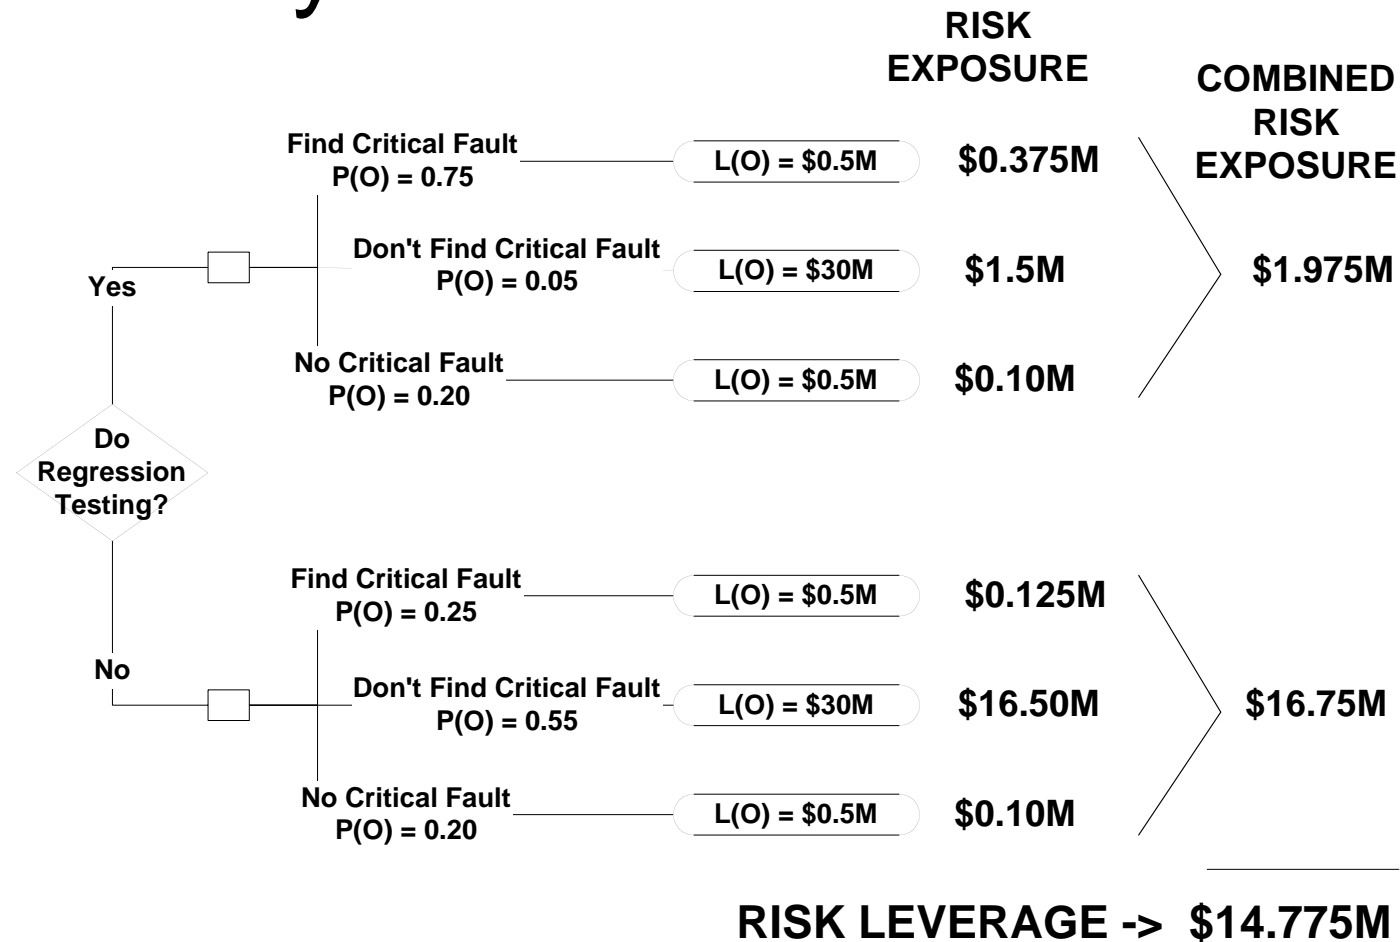 RISK
EXPOSURE
COMBINED
RISK
EXPOSURE
Find Critical Fault
P(O) = 0.75
L(O) = $0.5M
$0.375M
Don't Find Critical Fault
P(O) = 0.05
L(O) = $30M
$1.5M
$1.975M
Yes
No Critical Fault
P(O) = 0.20
L(O) = $0.5M
$0.10M
Do
Regression
Testing?
Find Critical Fault
P(O) = 0.25
L(O) = $0.5M
$0.125M
No
Don't Find Critical Fault
P(O) = 0.55
L(O) = $30M
$16.50M
$16.75M
No Critical Fault
P(O) = 0.20
L(O) = $0.5M
$0.10M
RISK LEVERAGE -> $14.775M